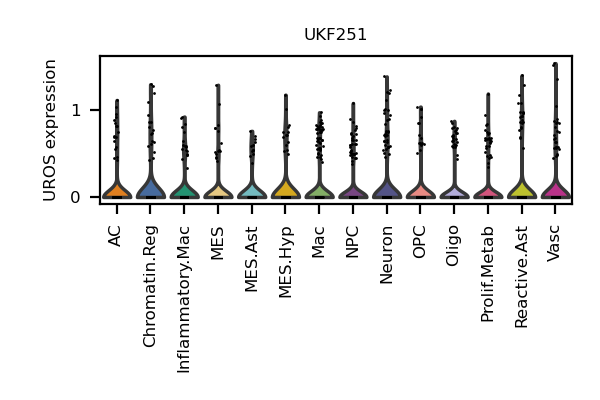 UKF251
UROS expression
1
0
AC
Chromatin.Reg
Inflammatory.Mac
MES
MES.Ast
MES.Hyp
Mac
NPC
Neuron
OPC
Oligo
Prolif.Metab
Reactive.Ast
Vasc